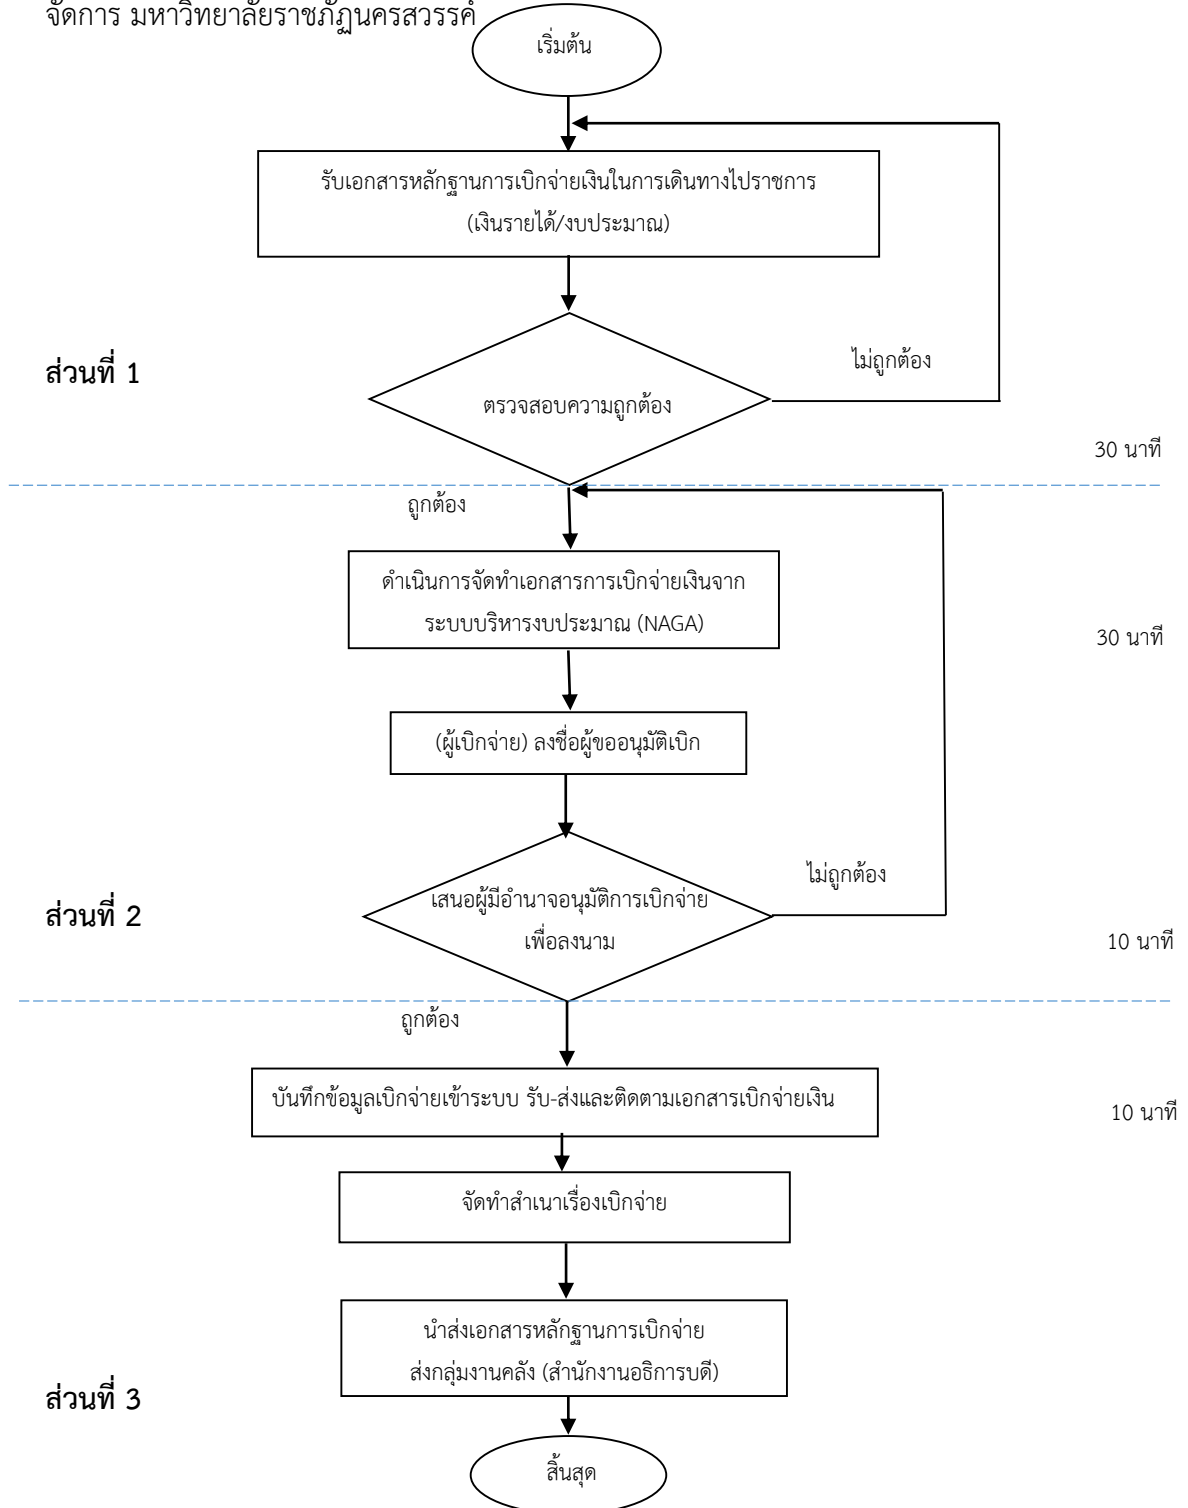 จัดการ มหาวิทยาลัยราชภัฏนครสวรรค์
เริ่มต้น
รับเอกสารหลักฐานการเบิกจ่ายเงินในการเดินทางไปราชการ
(เงินรายได้/งบประมาณ)
ไม่ถูกต้อง
ส่วนที่ 1
ตรวจสอบความถูกต้อง
30 นาที
ถูกต้อง
ดำเนินการจัดทำเอกสารการเบิกจ่ายเงินจาก
ระบบบริหารงบประมาณ (NAGA)
30 นาที
(ผู้เบิกจ่าย) ลงชื่อผู้ขออนุมัติเบิก
ไม่ถูกต้อง
เสนอผู้มีอำนาจอนุมัติการเบิกจ่าย
เพื่อลงนาม
ส่วนที่ 2
10 นาที
ถูกต้อง
บันทึกข้อมูลเบิกจ่ายเข้าระบบ รับ-ส่งและติดตามเอกสารเบิกจ่ายเงิน
10 นาที
จัดทำสำเนาเรื่องเบิกจ่าย
นำส่งเอกสารหลักฐานการเบิกจ่าย
ส่งกลุ่มงานคลัง (สำนักงานอธิการบดี)
ส่วนที่ 3
สิ้นสุด